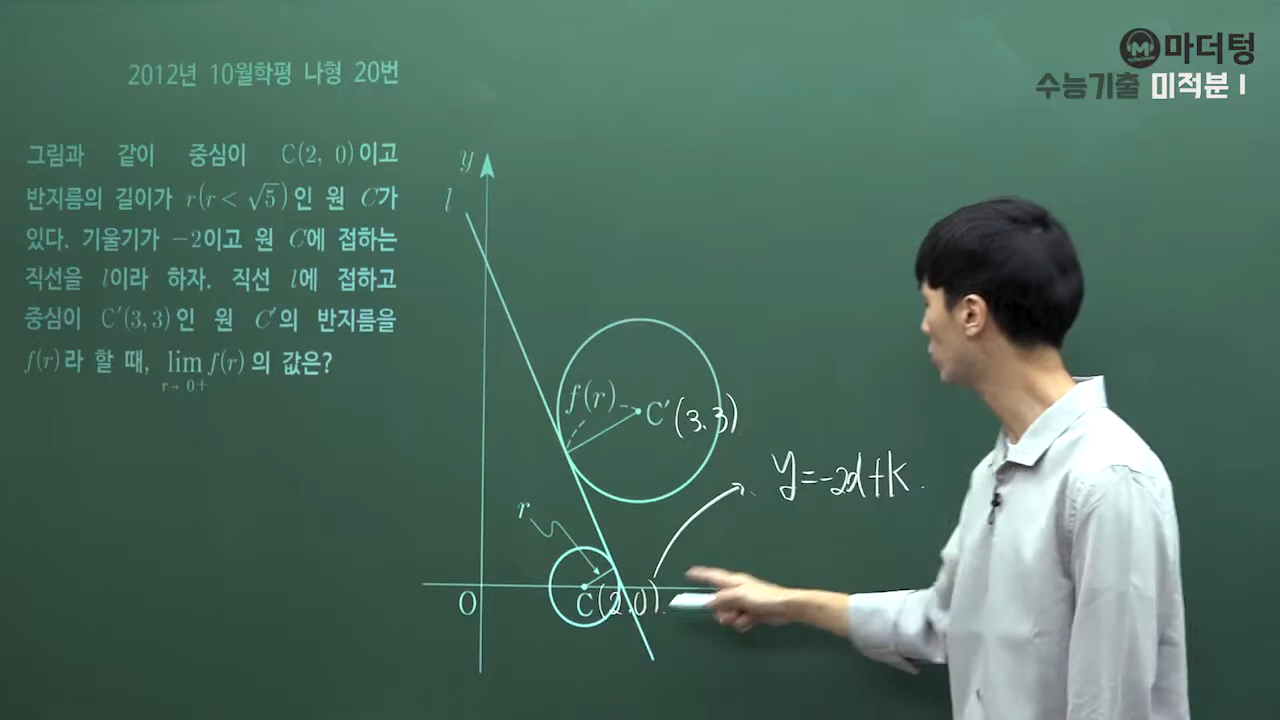 마더텅
수능기출 미적분Ⅰ
2012년 10월학평 나형 20번
그림과 같이 중심이 C(2, 0)이고
반지름의 길이가 r(r< √5)인 원 C가
있다. 기울기가 −2이고 원 C에 접하는
직선을 l이라 하자. 직선 l에 접하고
중심이 C′(3,3)인 원 C′의 반지름을
f(r)라 할 때, lim f(r)의 값은?
r→0+
y
l
f(r)
C′(3,3)
y=-2x+k
r
O
C(2,0)